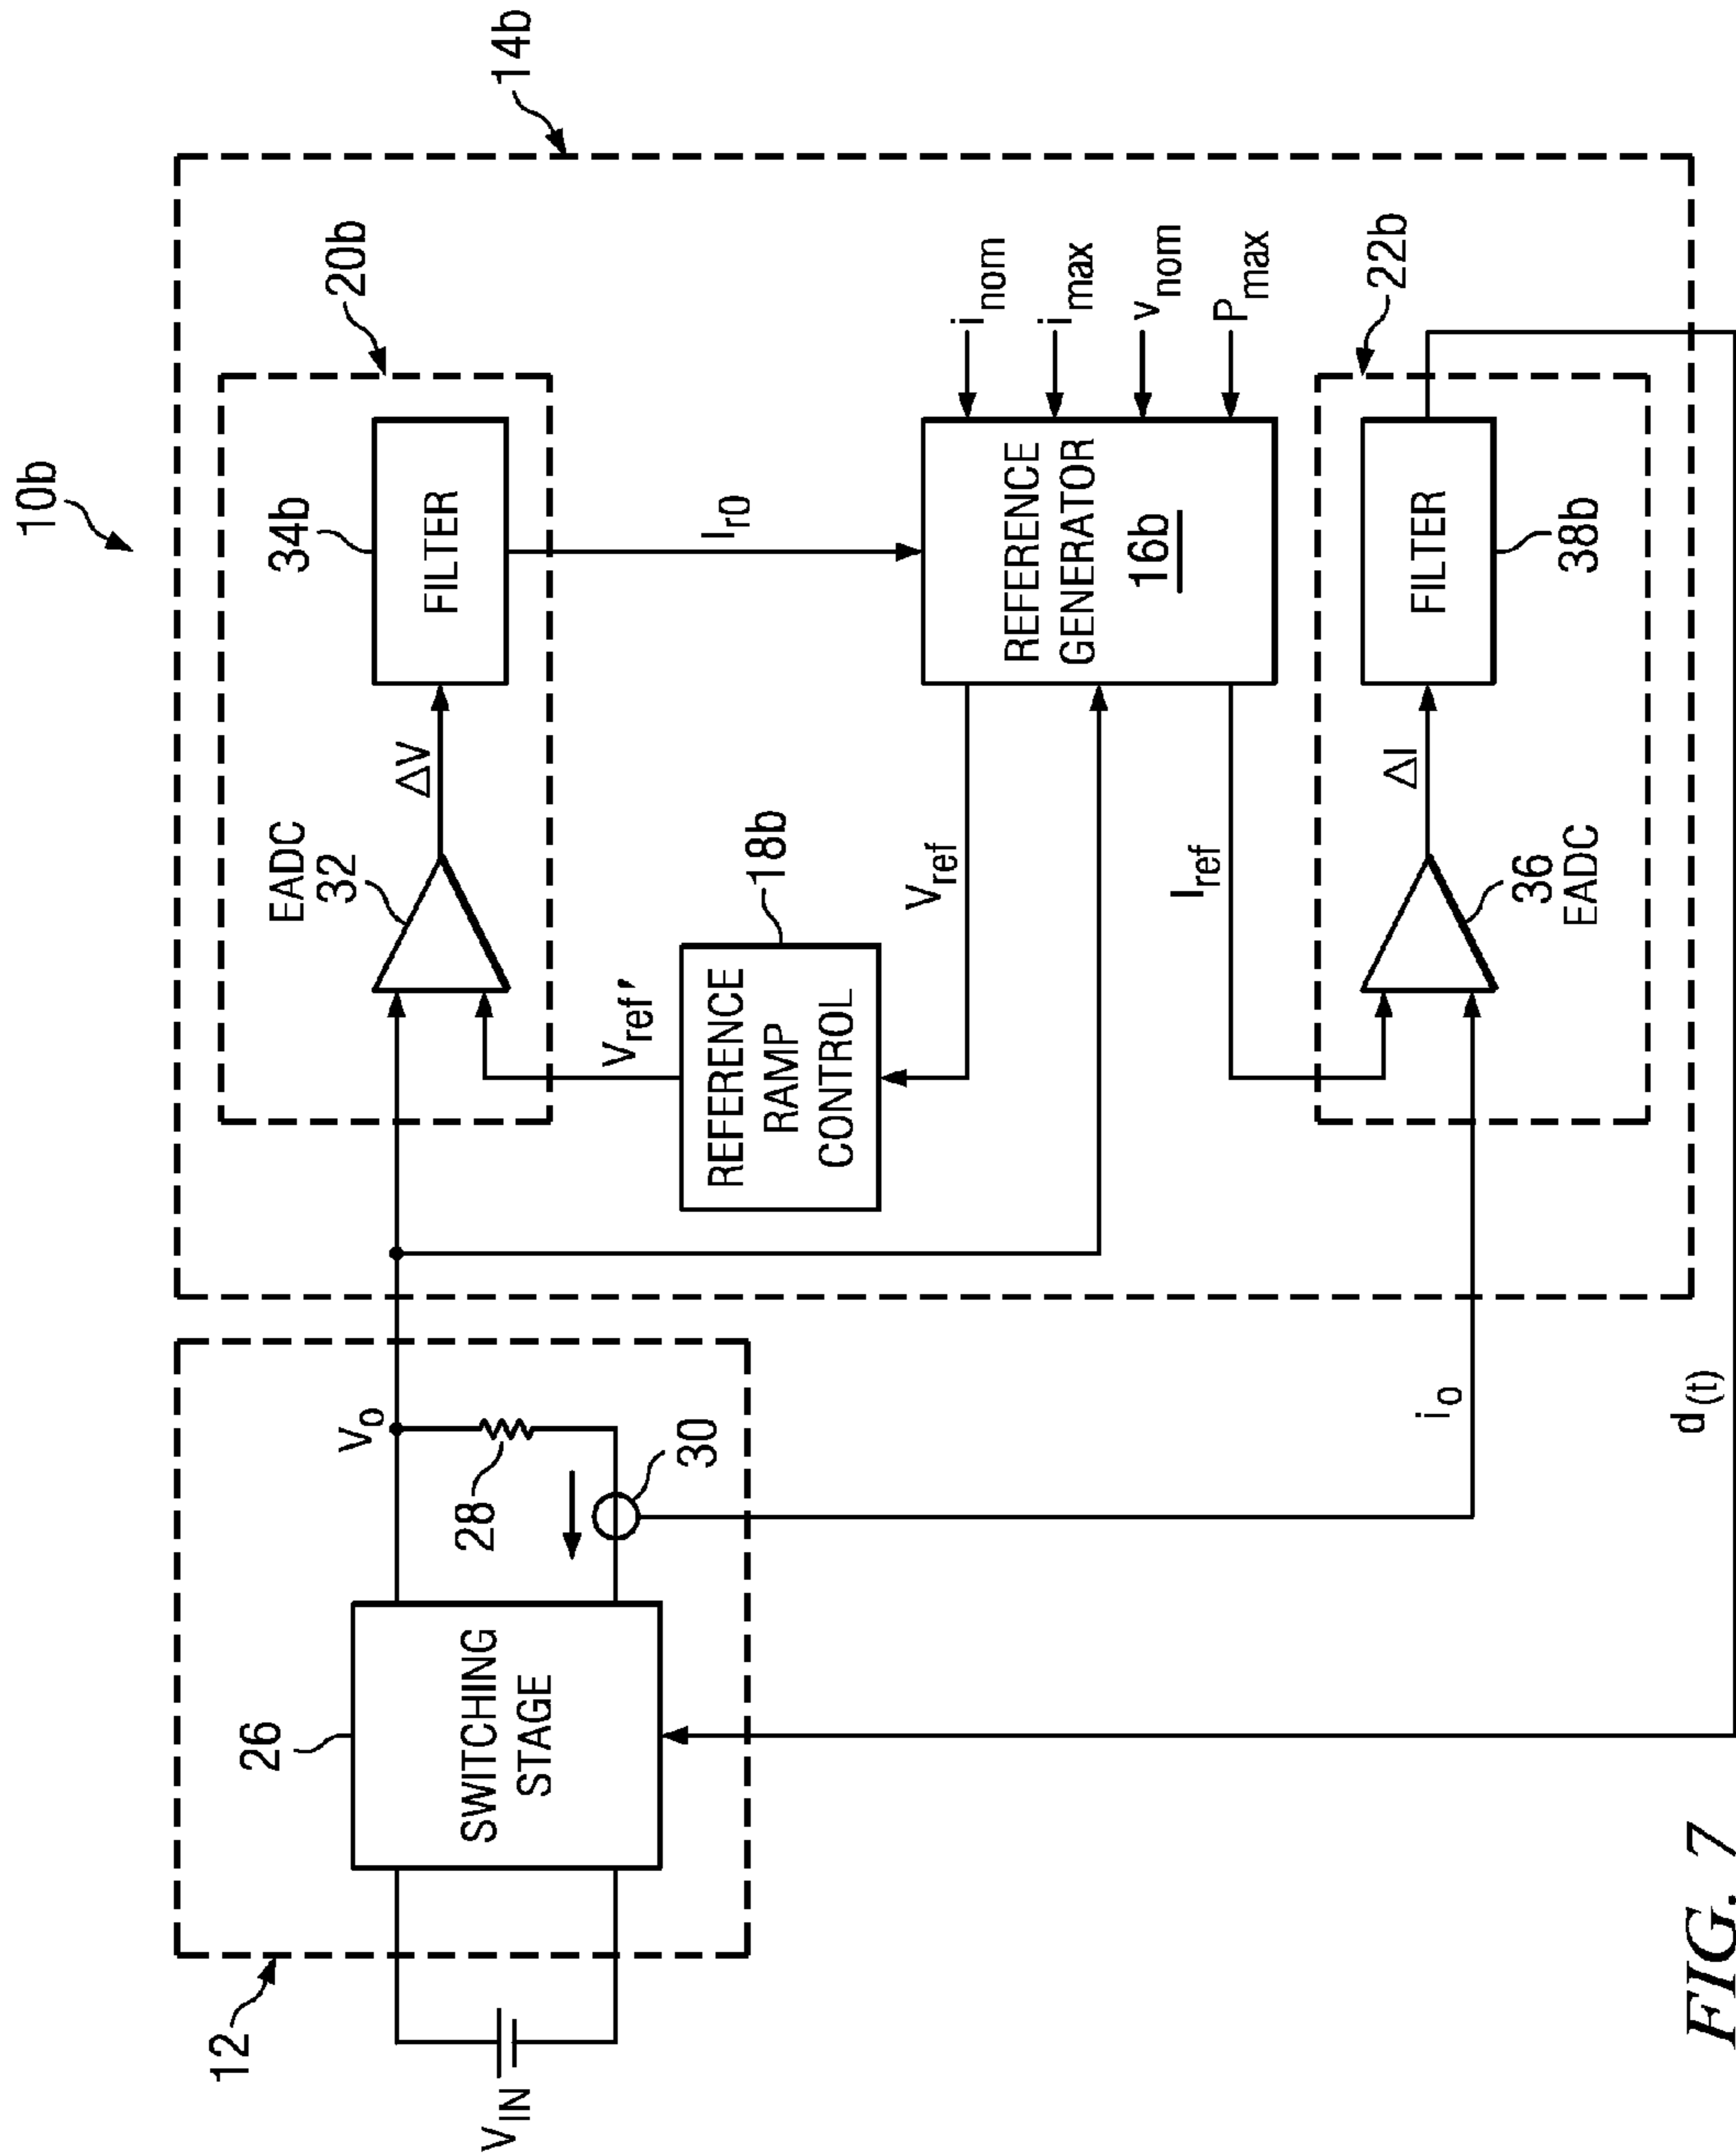 10b
14b
20b
34b
FILTER
EADC
32
ΔV
I_r0
V_ref'
18b
REFERENCE
RAMP
CONTROL
V_ref
REFERENCE
GENERATOR
16b
i_nom
i_max
v_nom
P_max
I_ref
22b
FILTER
38b
ΔI
36
EADC
12
V_IN
26
SWITCHING
STAGE
V_o
28
30
i_o
d(t)
FIG. 7